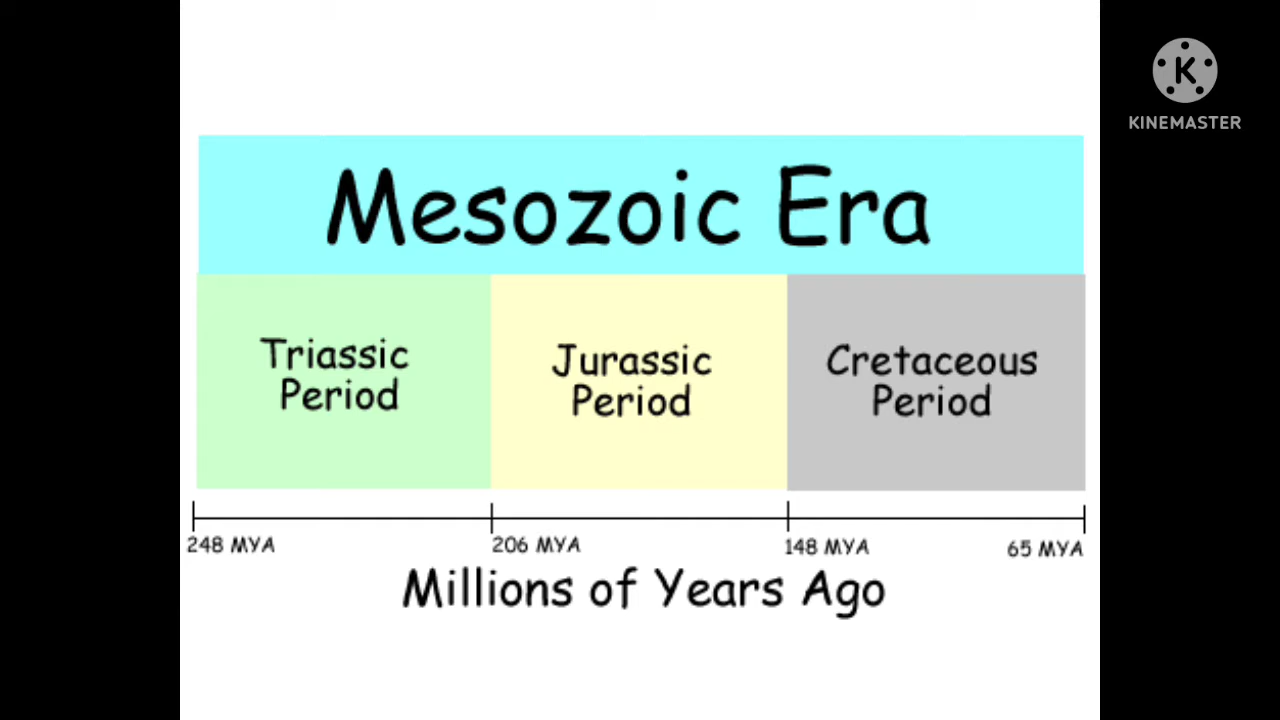 K
KINEMASTER
Mesozoic Era
Triassic
Period
Jurassic
Period
Cretaceous
Period
248 MYA
206 MYA
148 MYA
65 MYA
Millions of Years Ago